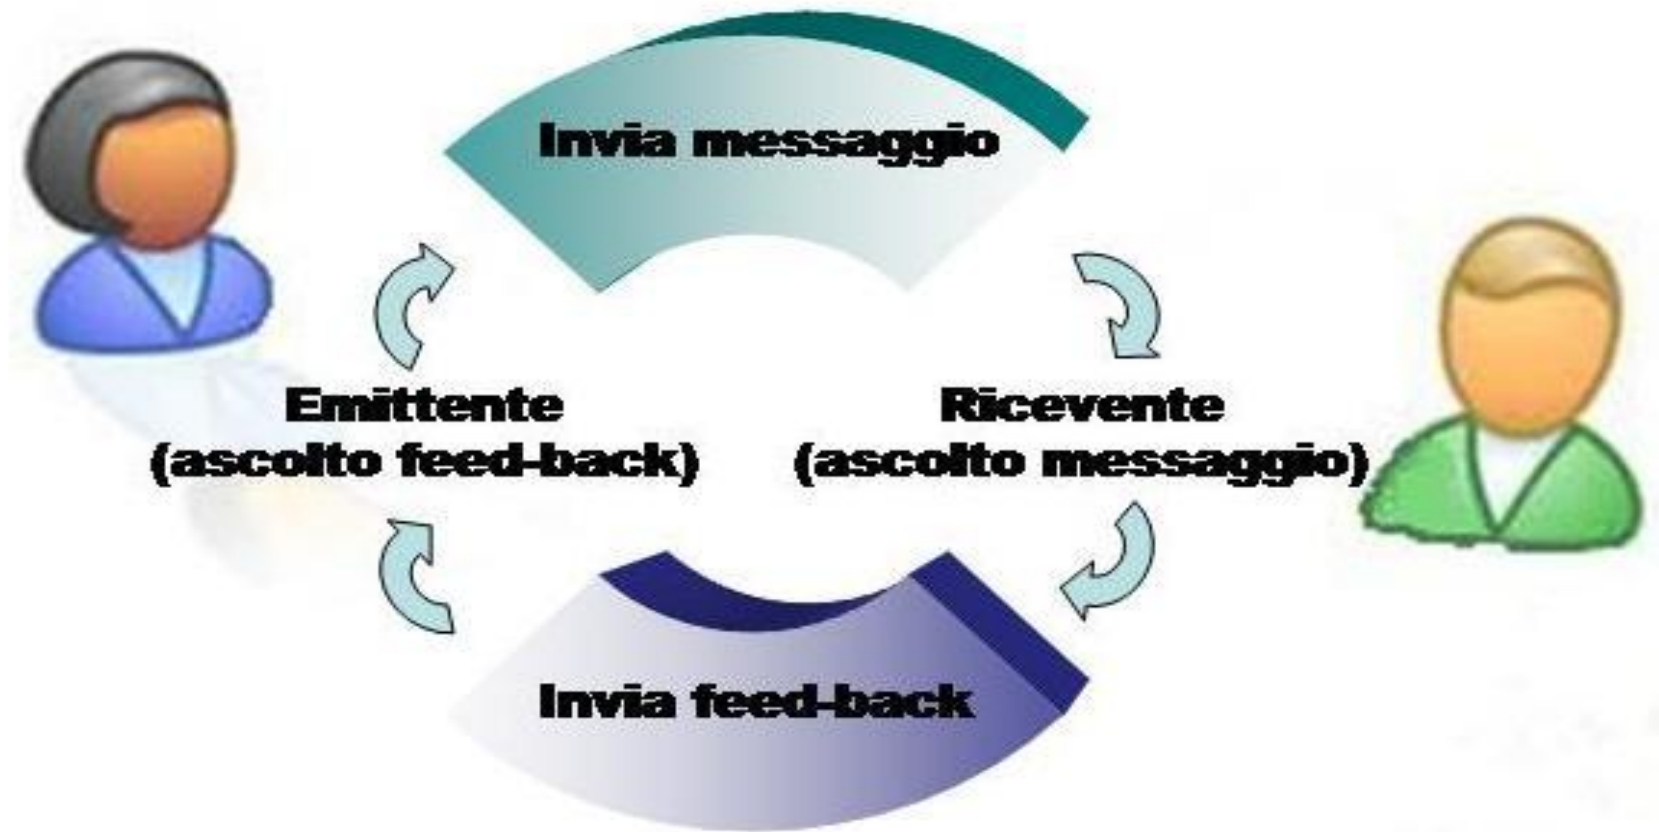 Invia messaggio
Emittente
(ascolto feed-back)
Ricevente
(ascolto messaggio)
Invia feed-back